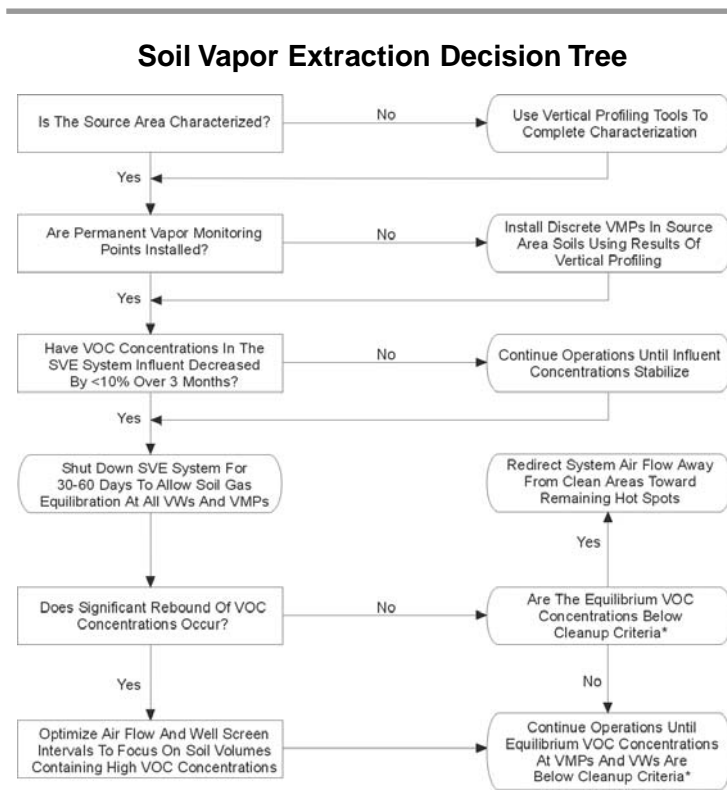 Soil Vapor Extraction Decision Tree
Is The Source Area Characterized?
No
Use Vertical Profiling Tools To
Complete Characterization
Yes
Are Permanent Vapor Monitoring
Points Installed?
No
Install Discrete VMPs In Source
Area Soils Using Results Of
Vertical Profiling
Yes
Have VOC Concentrations In The
SVE System Influent Decreased
By <10% Over 3 Months?
No
Continue Operations Until Influent
Concentrations Stabilize
Yes
Shut Down SVE System For
30-60 Days To Allow Soil Gas
Equilibration At All VWs And VMPs
Redirect System Air Flow Away
From Clean Areas Toward
Remaining Hot Spots
Yes
Does Significant Rebound Of VOC
Concentrations Occur?
No
Are The Equilibrium VOC
Concentrations Below
Cleanup Criteria*
Yes
No
Optimize Air Flow And Well Screen
Intervals To Focus On Soil Volumes
Containing High VOC Concentrations
Continue Operations Until
Equilibrium VOC Concentrations
At VMPs And VWs Are
Below Cleanup Criteria*